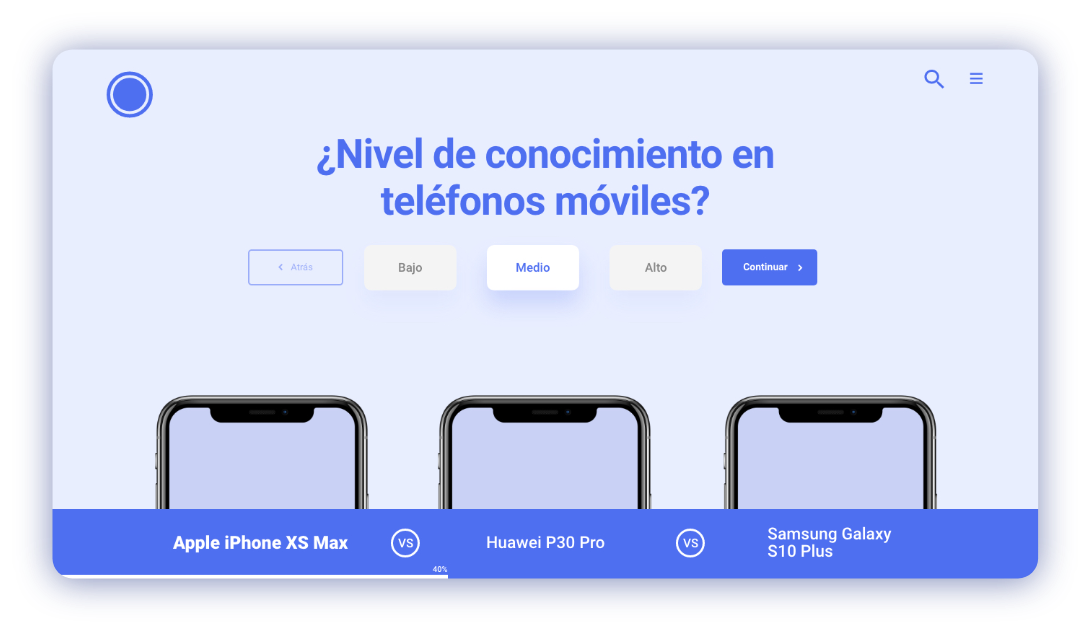 ¿Nivel de conocimiento en
teléfonos móviles?
Atrás
Bajo
Medio
Alto
Continuar
Apple iPhone XS Max
VS
Huawei P30 Pro
VS
Samsung Galaxy
S10 Plus
40%